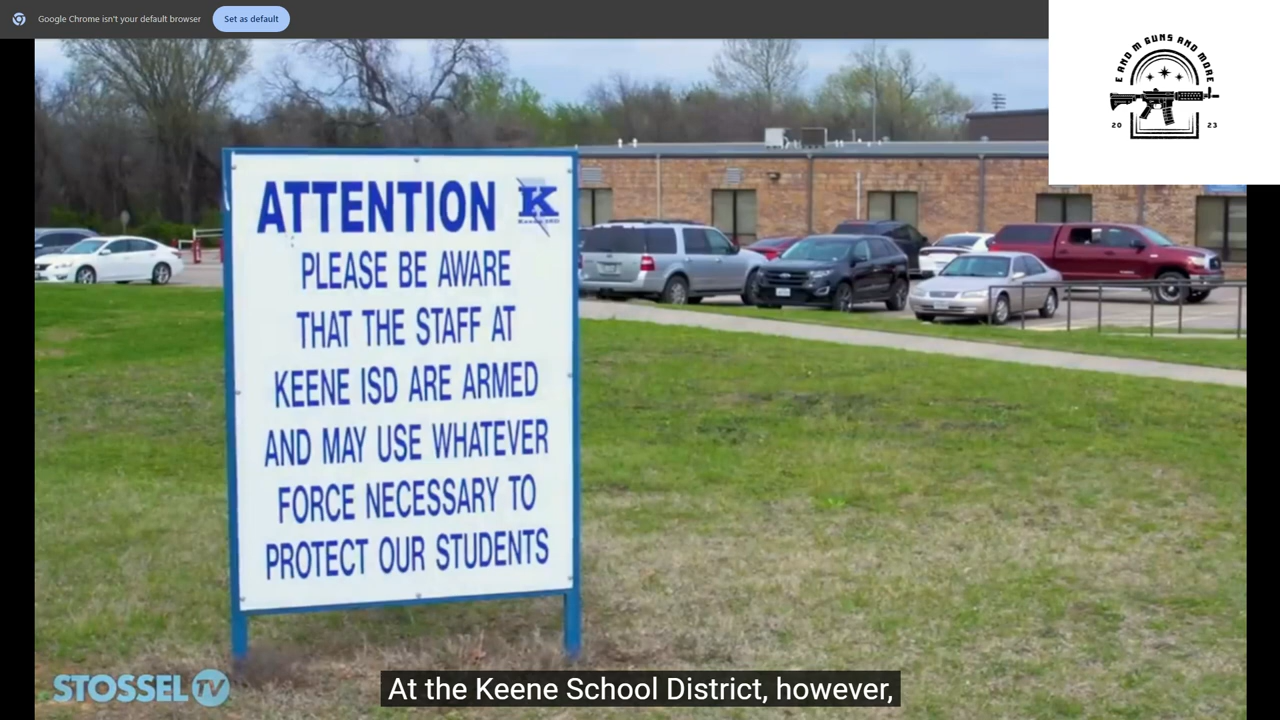 Google Chrome isn't your default browser
Set as default
E AND M GUNS AND MORE
20 23
ATTENTION
K
Keene ISD
PLEASE BE AWARE
THAT THE STAFF AT
KEENE ISD ARE ARMED
AND MAY USE WHATEVER
FORCE NECESSARY TO
PROTECT OUR STUDENTS
STOSSEL TV
At the Keene School District, however,